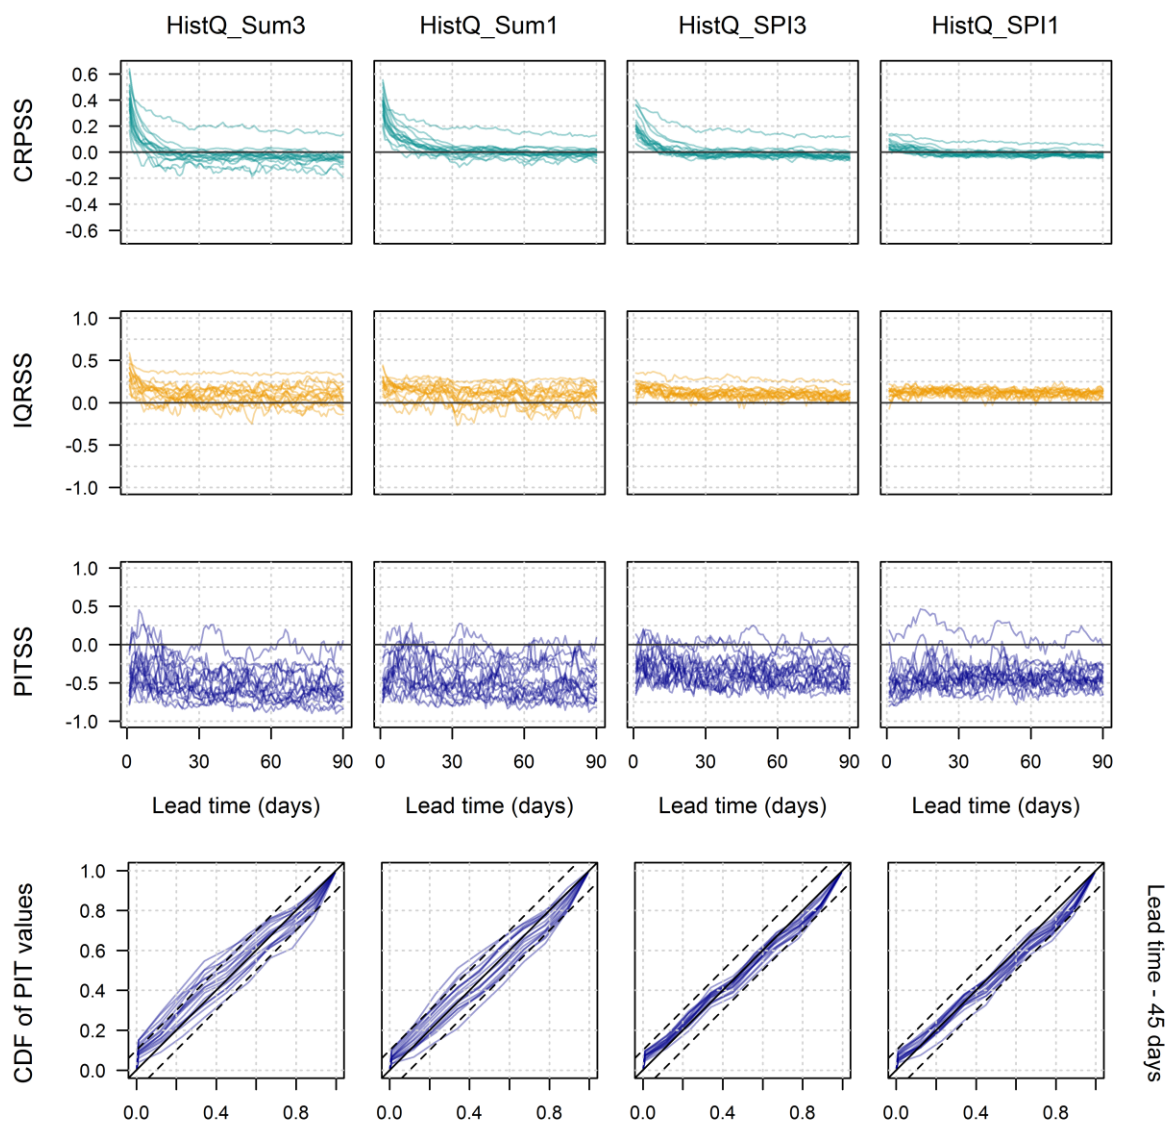 HistQ_Sum3 HistQ_Sum1 HistQ_SPI3 HistQ_SPI1
CRPSS
0.6
0.4
0.2
0.0
-0.2
-0.4
-0.6
IQRSS
1.0
0.5
0.0
-0.5
-1.0
PITSS
1.0
0.5
0.0
-0.5
-1.0
0 30 60 90 0 30 60 90 0 30 60 90 0 30 60 90
Lead time (days) Lead time (days) Lead time (days) Lead time (days)
CDF of PIT values
1.0
0.8
0.6
0.4
0.2
0.0
0.0 0.4 0.8 0.0 0.4 0.8 0.0 0.4 0.8 0.0 0.4 0.8
Lead time - 45 days